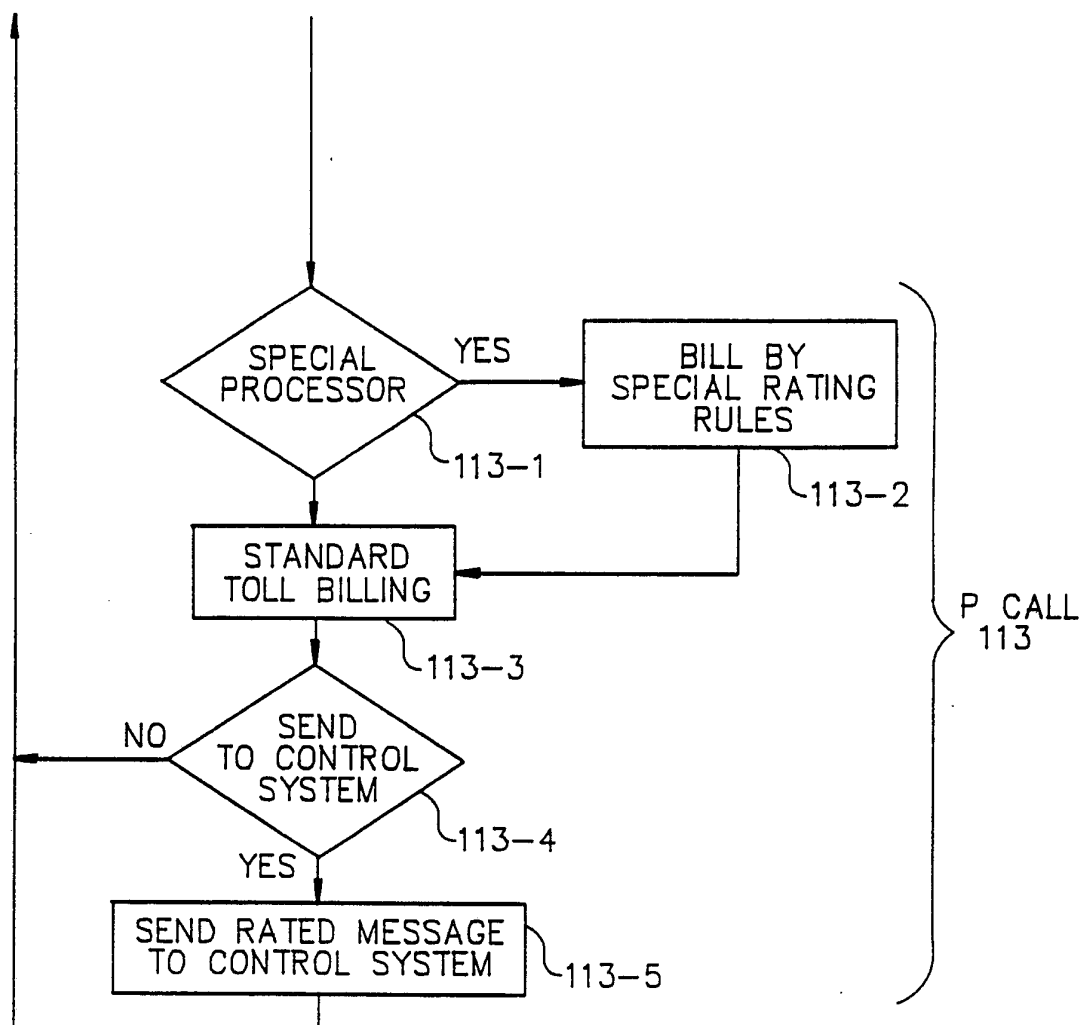 SPECIAL
PROCESSOR
YES
113-1
BILL BY
SPECIAL RATING
RULES
113-2
STANDARD
TOLL BILLING
113-3
P CALL
113
SEND
TO CONTROL
SYSTEM
NO
113-4
YES
SEND RATED MESSAGE
TO CONTROL SYSTEM
113-5